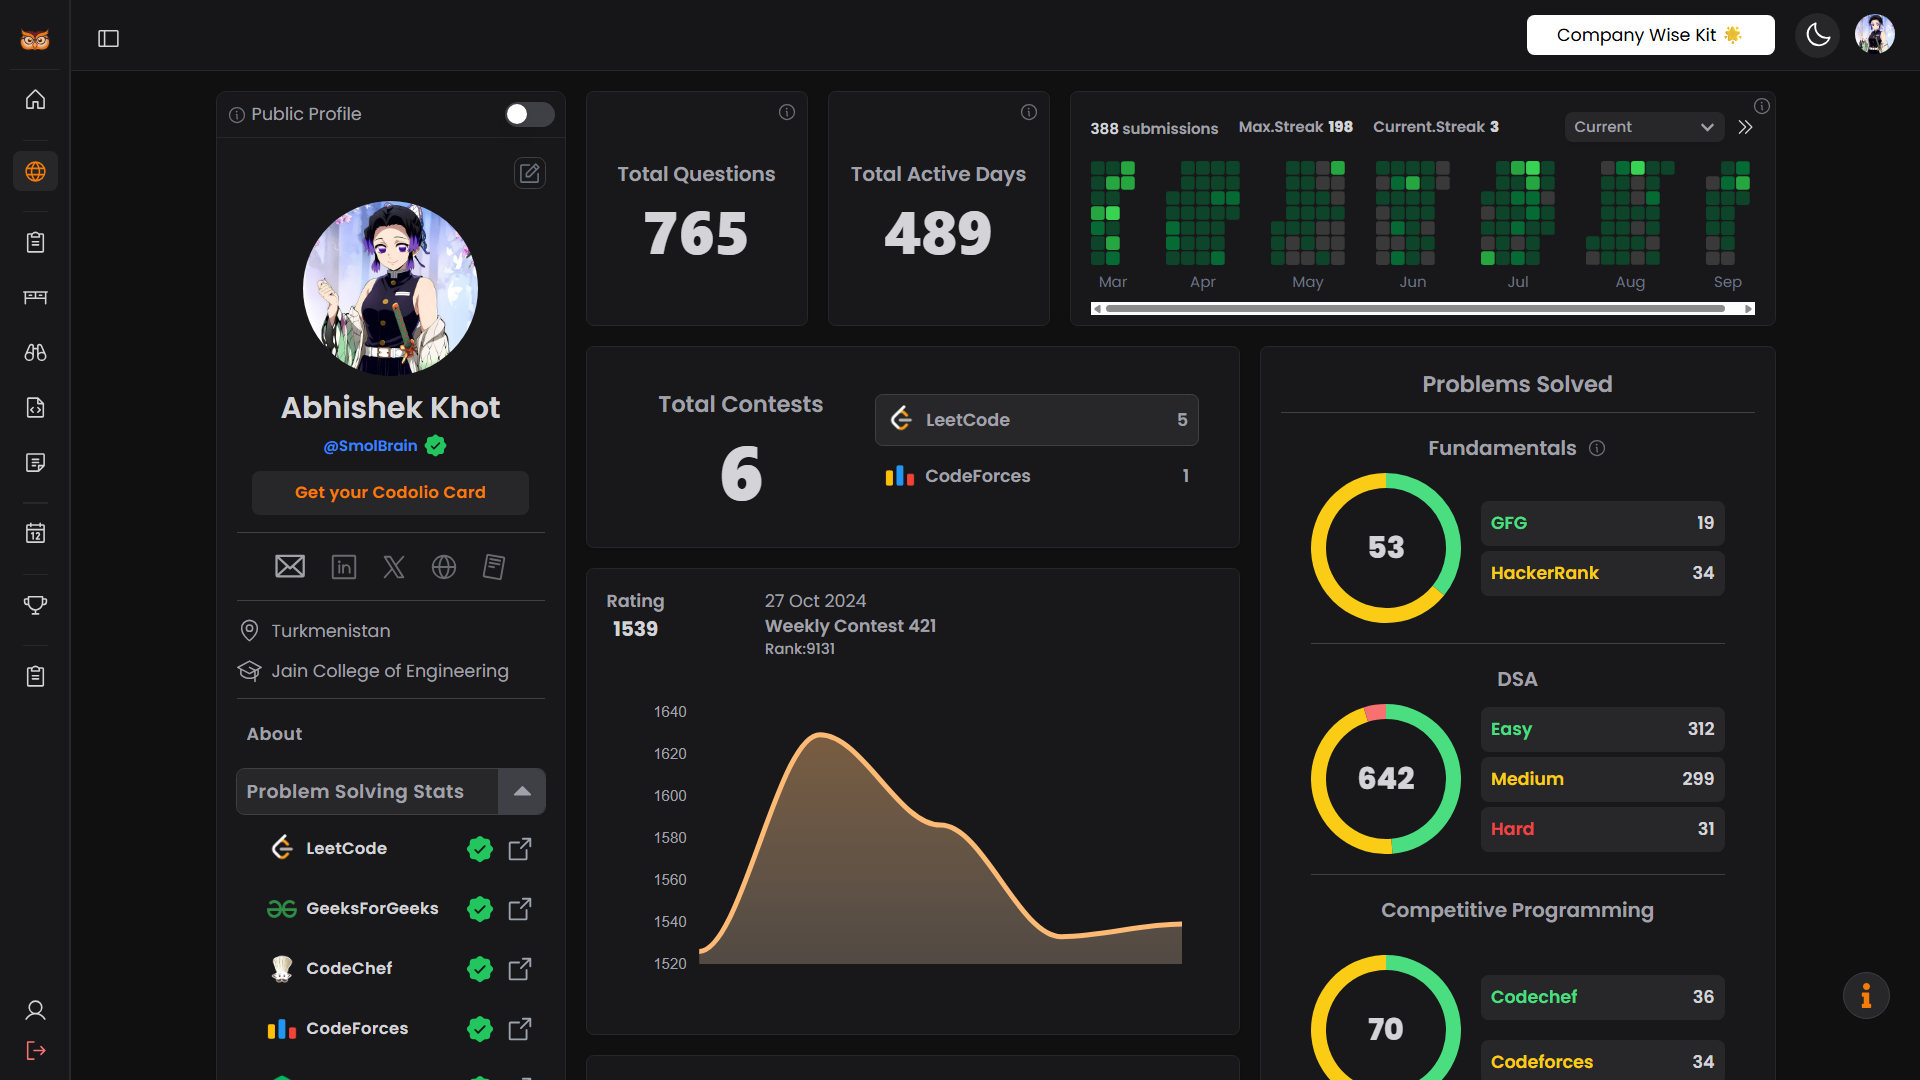 Company Wise Kit
Public Profile
Abhishek Khot
@SmolBrain
Get your Codolio Card
Turkmenistan
Jain College of Engineering
About
Problem Solving Stats
LeetCode
GeeksForGeeks
CodeChef
CodeForces
12
Total Questions
765
Total Active Days
489
388 submissions Max.Streak 198 Current.Streak 3 Current
Mar Apr May Jun Jul Aug Sep
Total Contests
6
LeetCode 5
CodeForces 1
Rating
1539
27 Oct 2024
Weekly Contest 421
Rank:9131
1640
1620
1600
1580
1560
1540
1520
Problems Solved
Fundamentals
53
GFG 19
HackerRank 34
DSA
642
Easy 312
Medium 299
Hard 31
Competitive Programming
70
Codechef 36
Codeforces 34